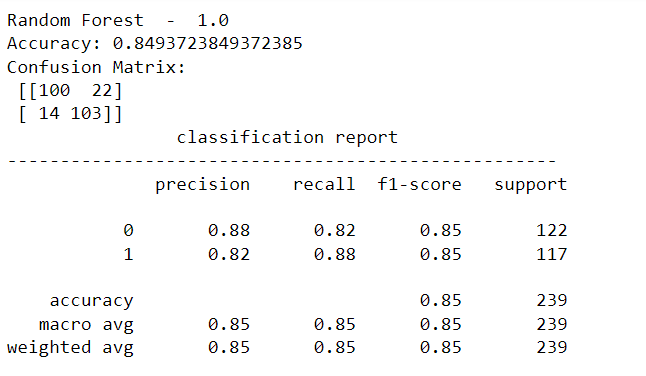 Random Forest  -  1.0
Accuracy: 0.8493723849372385
Confusion Matrix:
 [[100  22]
 [ 14 103]]
                classification report
----------------------------------------------------
              precision    recall  f1-score   support

           0       0.88      0.82      0.85       122
           1       0.82      0.88      0.85       117

    accuracy                           0.85       239
   macro avg       0.85      0.85      0.85       239
weighted avg       0.85      0.85      0.85       239